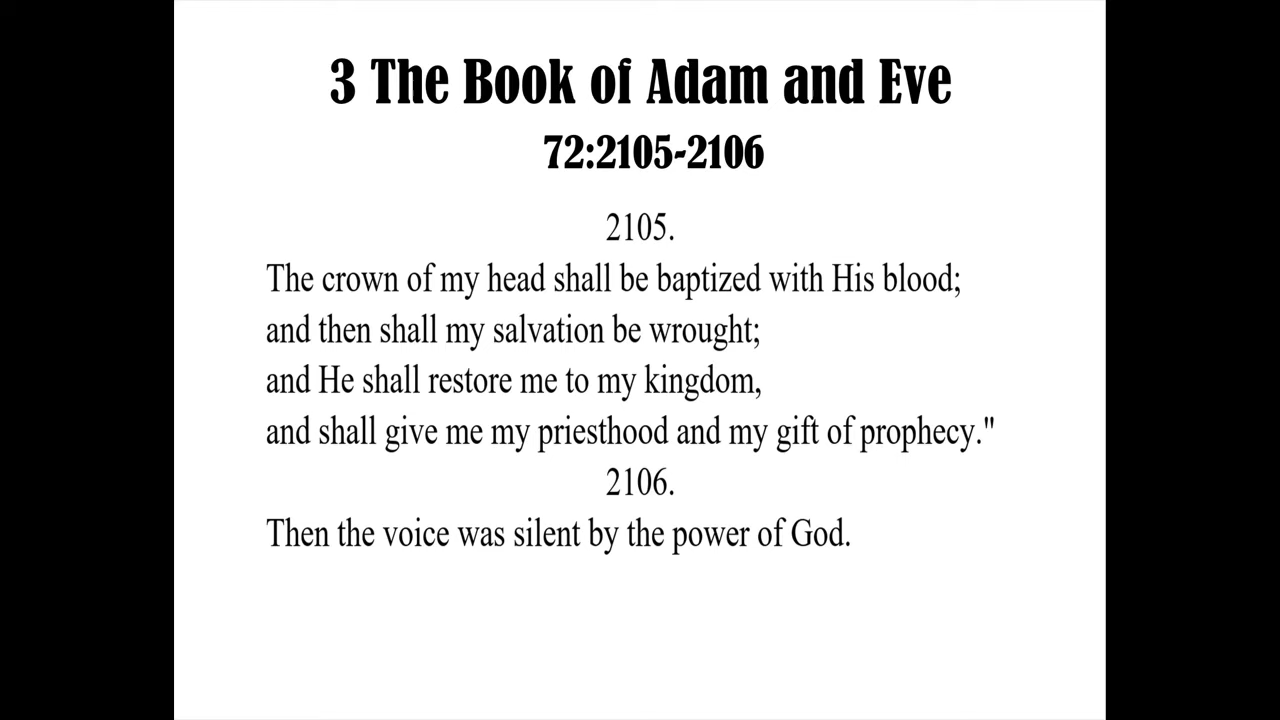 3 The Book of Adam and Eve
72:2105-2106
2105.
The crown of my head shall be baptized with His blood;
and then shall my salvation be wrought;
and He shall restore me to my kingdom,
and shall give me my priesthood and my gift of prophecy."
2106.
Then the voice was silent by the power of God.